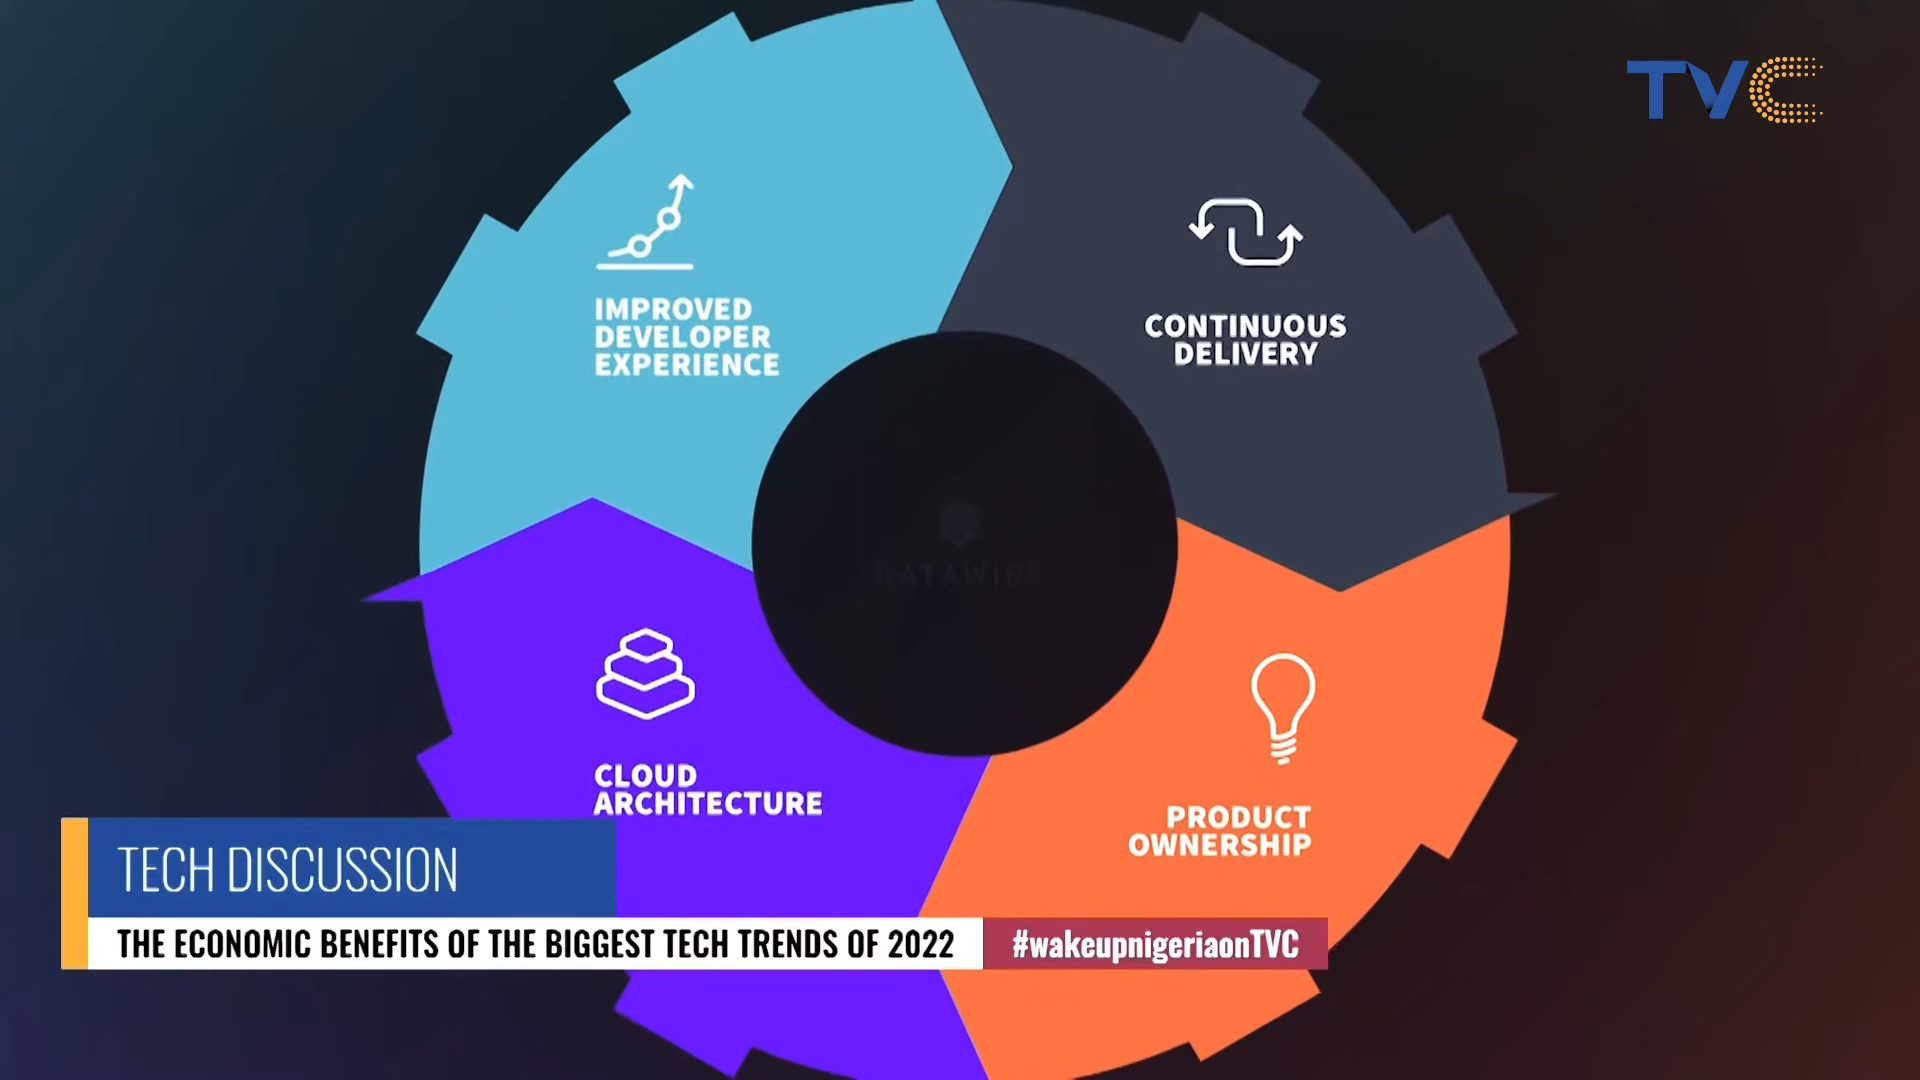 TVC
IMPROVED
DEVELOPER
EXPERIENCE
CONTINUOUS
DELIVERY
CLOUD
ARCHITECTURE
PRODUCT
OWNERSHIP
TECH DISCUSSION
THE ECONOMIC BENEFITS OF THE BIGGEST TECH TRENDS OF 2022
#wakeupnigeriaonTVC